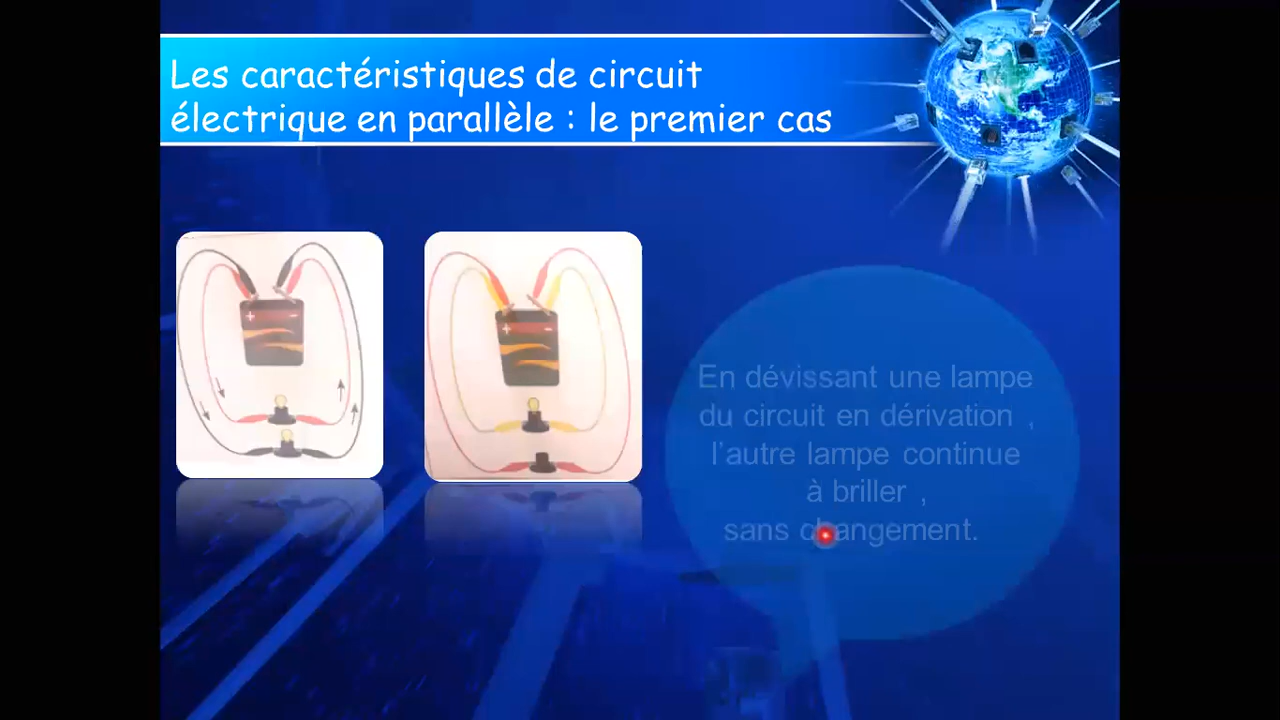 Les caractéristiques de circuit
électrique en parallèle : le premier cas
+ -
+ -
En dévissant une lampe
du circuit en dérivation ,
l'autre lampe continue
à briller ,
sans changement.